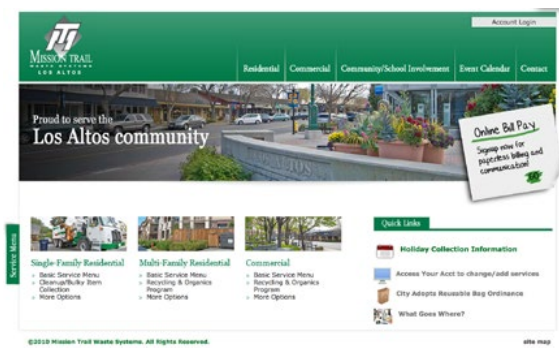 Account Login
MISSION TRAIL
WASTE SYSTEMS
LOS ALTOS
Residential
Commercial
Community/School Involvement
Event Calendar
Contact
Proud to serve the
Los Altos community
LOS ALTOS
Online Bill Pay
Signup now for
paperless billing and
communication!
Service Menu
Quick Links
Single-Family Residential
Basic Service Menu
Cleanup/Bulky Item
Collection
More Options
Multi-Family Residential
Basic Service Menu
Recycling & Organics
Program
More Options
Commercial
Basic Service Menu
Recycling & Organics
Program
More Options
Holiday Collection Information
Access Your Acct to change/add services
City Adopts Reusable Bag Ordinance
What Goes Where?
©2010 Mission Trail Waste Systems. All Rights Reserved.
site map